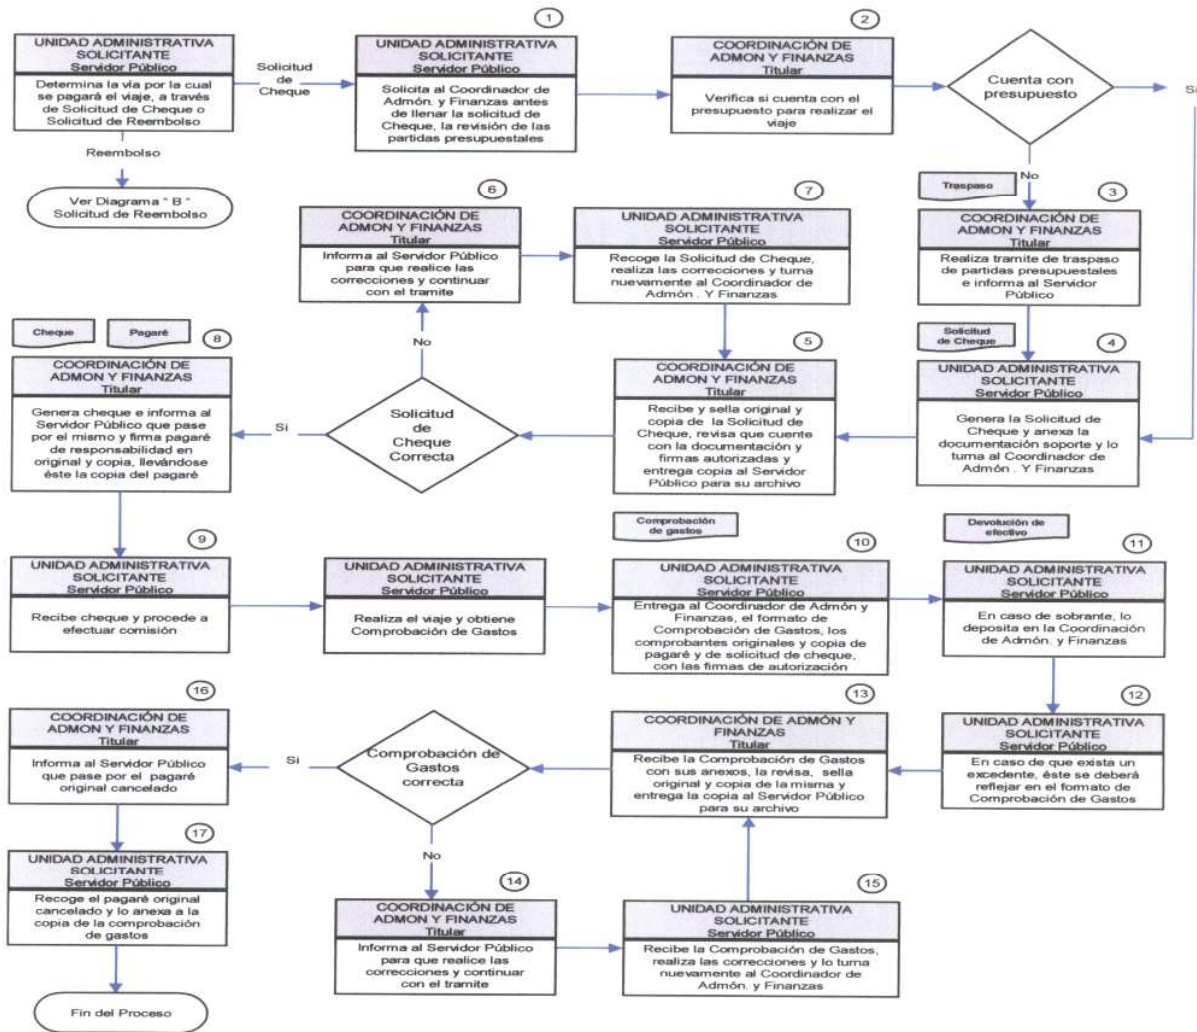 UNIDAD ADMINISTRATIVA
SOLICITANTE
Servidor Público
Determina la vía por la cual
se pagará el viaje, a través
de Solicitud de Cheque o
Solicitud de Reembolso
Solicitud
de
Cheque
Reembolso
Ver Diagrama " B "
Solicitud de Reembolso
1
UNIDAD ADMINISTRATIVA
SOLICITANTE
Servidor Público
Solicita al Coordinador de
Admón. y Finanzas antes
de llenar la solicitud de
Cheque, la revisión de las
partidas presupuestales
2
COORDINACIÓN DE
ADMON Y FINANZAS
Titular
Verifica si cuenta con el
presupuesto para realizar el
viaje
Cuenta con
presupuesto
Si
No
Traspaso
3
COORDINACIÓN DE
ADMON Y FINANZAS
Titular
Realiza tramite de traspaso
de partidas presupuestales
e informa al Servidor
Público
Solicitud
de Cheque
4
UNIDAD ADMINISTRATIVA
SOLICITANTE
Servidor Público
Genera la Solicitud de
Cheque y anexa la
documentación soporte y lo
turna al Coordinador de
Admón . Y Finanzas
5
COORDINACIÓN DE
ADMON Y FINANZAS
Titular
Recibe y sella original y
copia de la Solicitud de
Cheque, revisa que cuente
con la documentación y
firmas autorizadas y
entrega copia al Servidor
Público para su archivo
Solicitud
de
Cheque
Correcta
No
Si
6
COORDINACIÓN DE
ADMON Y FINANZAS
Titular
Informa al Servidor Público
para que realice las
correcciones y continuar
con el tramite
7
UNIDAD ADMINISTRATIVA
SOLICITANTE
Servidor Público
Recoge la Solicitud de Cheque,
realiza las correcciones y turna
nuevamente al Coordinador de
Admón . Y Finanzas
Cheque
Pagaré
8
COORDINACIÓN DE
ADMON Y FINANZAS
Titular
Genera cheque e informa al
Servidor Público que pase
por el mismo y firma pagaré
de responsabilidad en
original y copia, llevándose
éste la copia del pagaré
9
UNIDAD ADMINISTRATIVA
SOLICITANTE
Servidor Público
Recibe cheque y procede a
efectuar comisión
UNIDAD ADMINISTRATIVA
SOLICITANTE
Servidor Público
Realiza el viaje y obtiene
Comprobación de Gastos
Comprobación
de gastos
10
UNIDAD ADMINISTRATIVA
SOLICITANTE
Servidor Público
Entrega al Coordinador de Admón y
Finanzas, el formato de
Comprobación de Gastos, los
comprobantes originales y copia de
pagaré y de solicitud de cheque,
con las firmas de autorización
Devolución de
efectivo
11
UNIDAD ADMINISTRATIVA
SOLICITANTE
Servidor Público
En caso de sobrante, lo
deposita en la Coordinación
de Admón. y Finanzas
12
UNIDAD ADMINISTRATIVA
SOLICITANTE
Servidor Público
En caso de que exista un
excedente, éste se deberá
reflejar en el formato de
Comprobación de Gastos
13
COORDINACIÓN DE ADMÓN Y
FINANZAS
Titular
Recibe la Comprobación de Gastos
con sus anexos, la revisa, sella
original y copia de la misma y
entrega la copia al Servidor Público
para su archivo
Comprobación de
Gastos
correcta
Si
No
14
COORDINACIÓN DE
ADMON Y FINANZAS
Titular
Informa al Servidor Público
para que realice las
correcciones y continuar
con el tramite
15
UNIDAD ADMINISTRATIVA
SOLICITANTE
Servidor Público
Recibe la Comprobación de Gastos,
realiza las correcciones y lo turna
nuevamente al Coordinador de
Admón. y Finanzas
16
COORDINACIÓN DE
ADMON Y FINANZAS
Titular
Informa al Servidor Público
que pase por el pagaré
original cancelado
17
UNIDAD ADMINISTRATIVA
SOLICITANTE
Servidor Público
Recoge el pagaré original
cancelado y lo anexa a la
copia de la comprobación
de gastos
Fin del Proceso